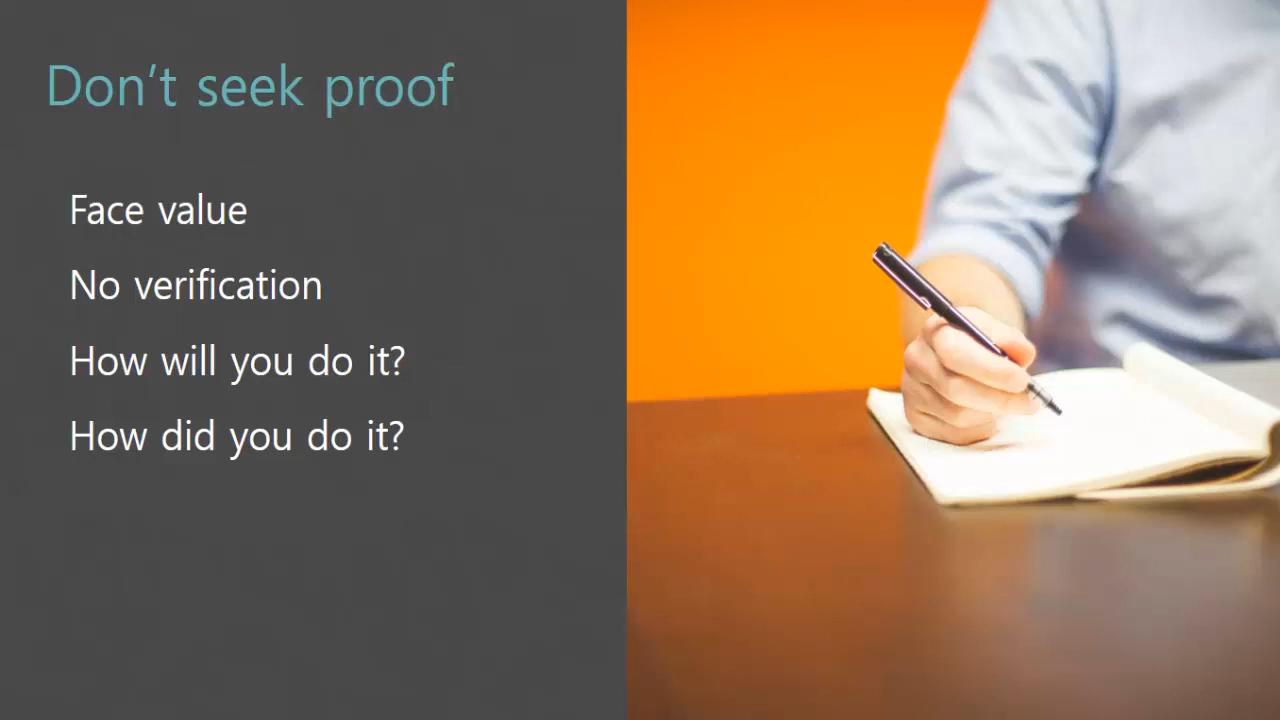 Don't seek proof
Face value
No verification
How will you do it?
How did you do it?